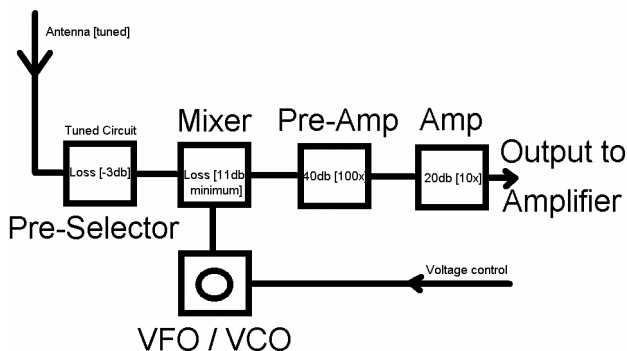 Antenna [tuned]
Tuned Circuit
Loss [-3db]
Pre-Selector
Mixer
Loss [11db
minimum]
Pre-Amp
40db [100x]
Amp
20db [10x]
Output to
Amplifier
Voltage control
VFO / VCO